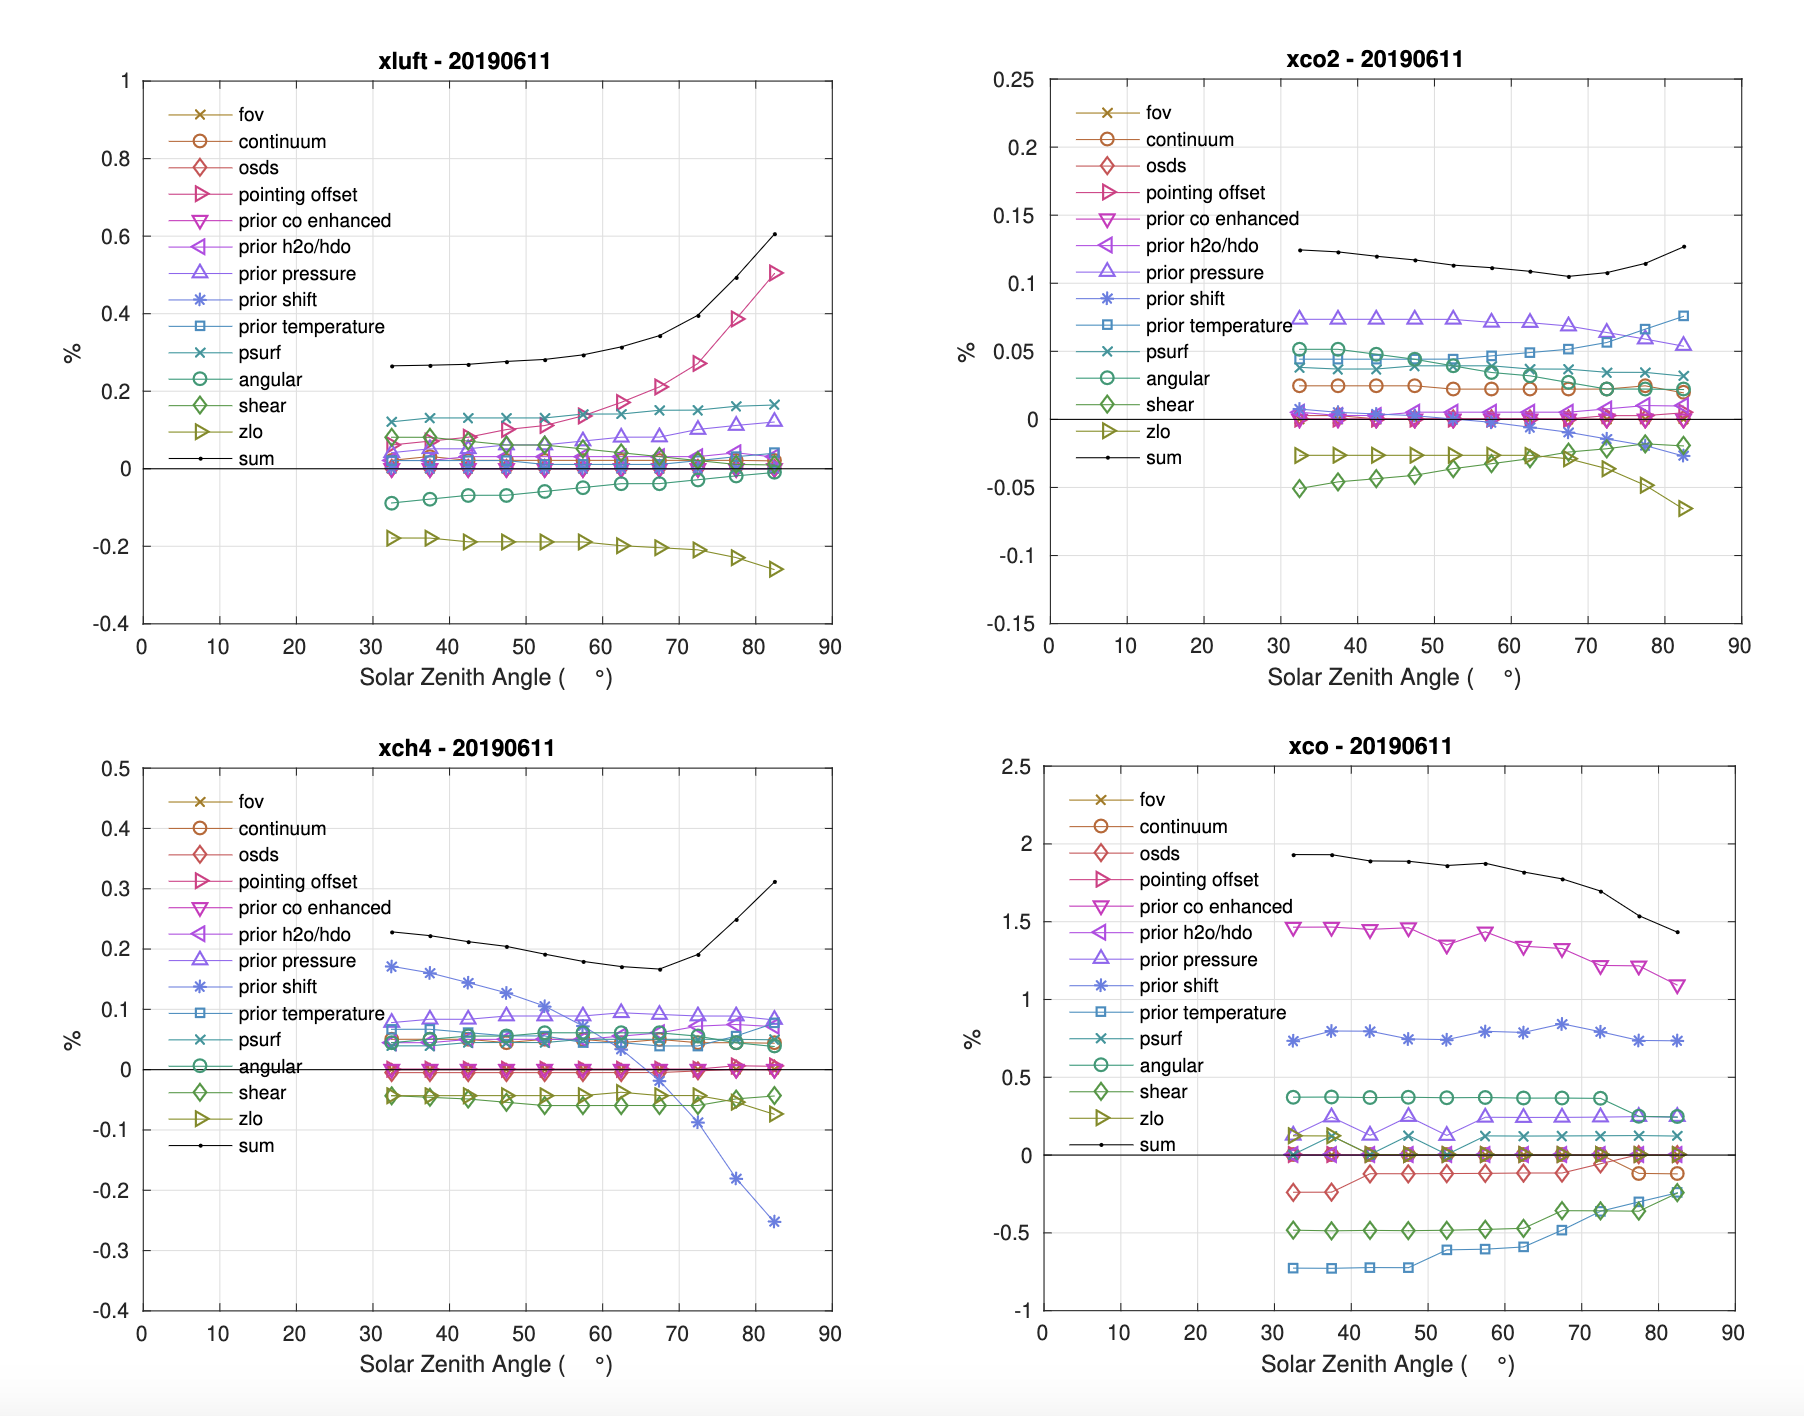 xluft - 20190611
1
0.8
0.6
0.4
0.2
0
-0.2
-0.4
%
fov
continuum
osds
pointing offset
prior co enhanced
prior h2o/hdo
prior pressure
prior shift
prior temperature
psurf
angular
shear
zlo
sum
0 10 20 30 40 50 60 70 80 90
Solar Zenith Angle ( °)
xco2 - 20190611
0.25
0.2
0.15
0.1
0.05
0
-0.05
-0.1
-0.15
%
fov
continuum
osds
pointing offset
prior co enhanced
prior h2o/hdo
prior pressure
prior shift
prior temperature
psurf
angular
shear
zlo
sum
0 10 20 30 40 50 60 70 80 90
Solar Zenith Angle ( °)
xch4 - 20190611
0.5
0.4
0.3
0.2
0.1
0
-0.1
-0.2
-0.3
-0.4
%
fov
continuum
osds
pointing offset
prior co enhanced
prior h2o/hdo
prior pressure
prior shift
prior temperature
psurf
angular
shear
zlo
sum
0 10 20 30 40 50 60 70 80 90
Solar Zenith Angle ( °)
xco - 20190611
2.5
2
1.5
1
0.5
0
-0.5
-1
%
fov
continuum
osds
pointing offset
prior co enhanced
prior h2o/hdo
prior pressure
prior shift
prior temperature
psurf
angular
shear
zlo
sum
0 10 20 30 40 50 60 70 80 90
Solar Zenith Angle ( °)